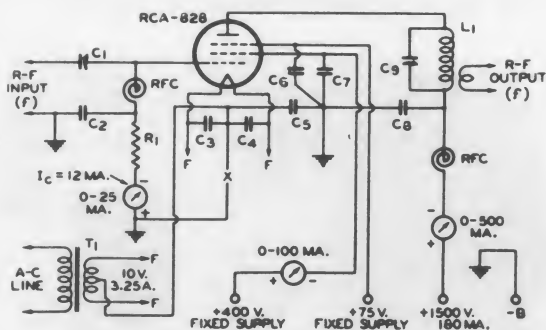 RCA-828
L1
C1
R-F
INPUT
(f)
RFC
C6
C7
C9
R-F
OUTPUT
(f)
C2
C5
C8
R1
C3
C4
F
X
F
RFC
IC = 12 MA.
-
0-25
MA.
+
-
0-500
MA.
+
T1
F
A-C
LINE
10 V.
3.25A.
F
0-100 MA.
+
-
+400 V.
FIXED SUPPLY
+75 V.
FIXED SUPPLY
+1500 V.
180 MA.
-B